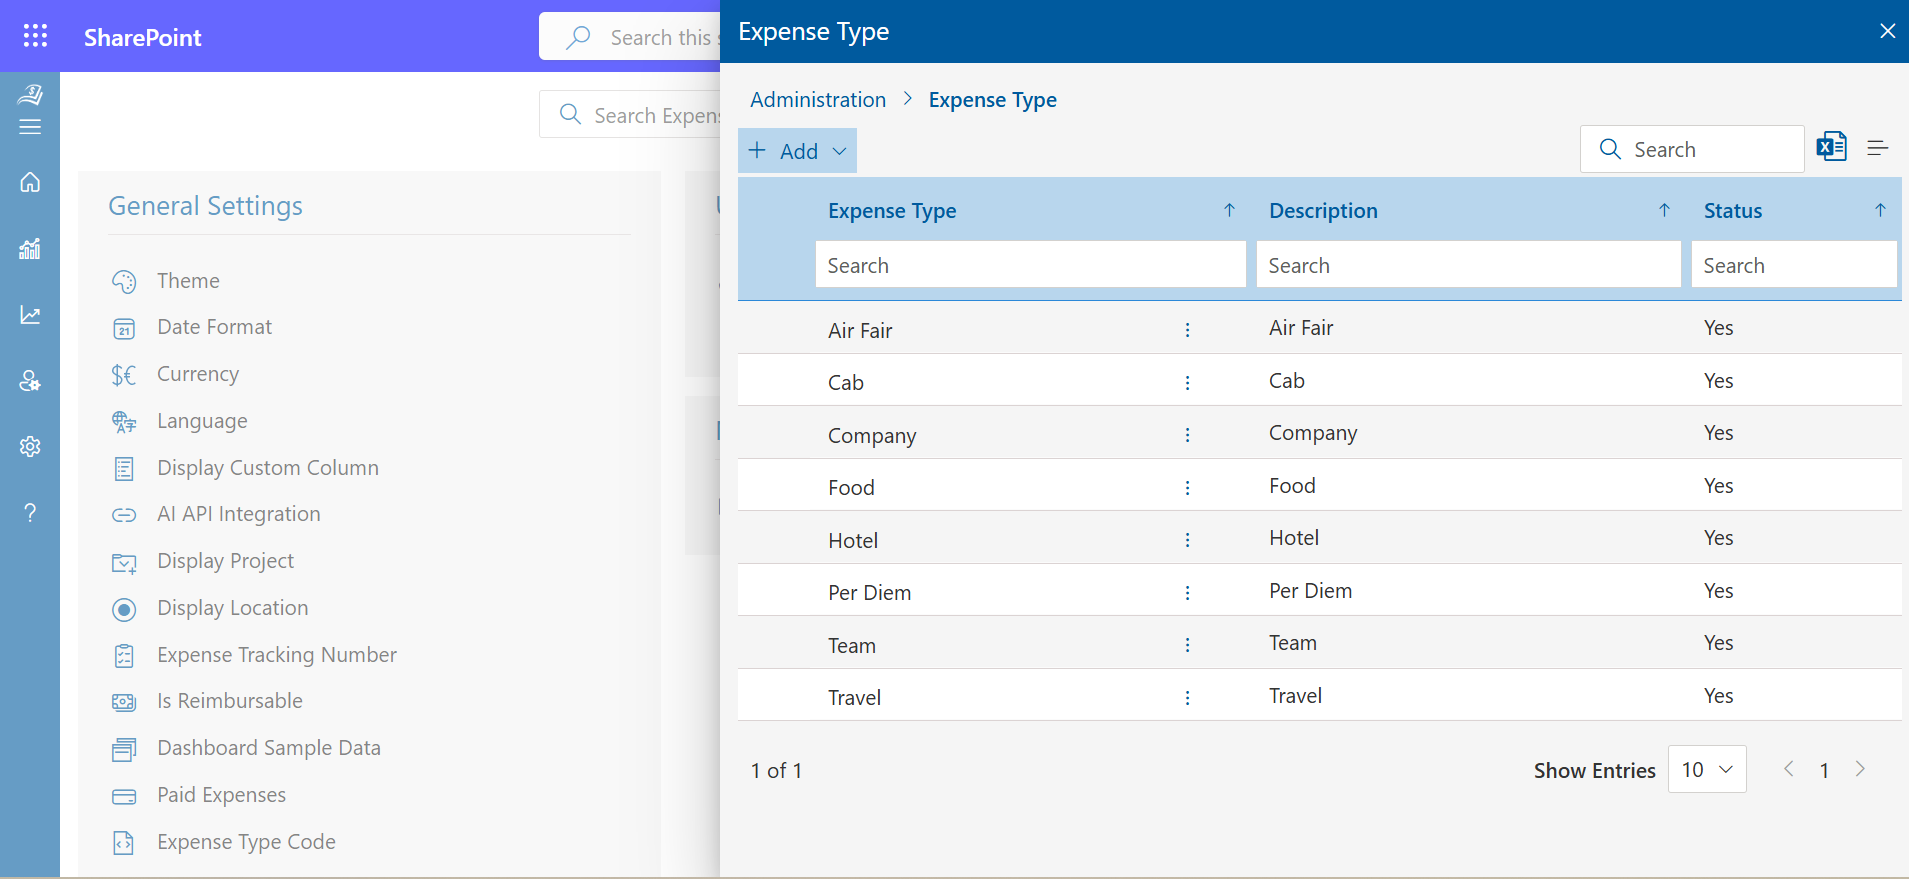 SharePoint
Search this
Search Expens
General Settings
Theme
21
Date Format
Currency
Language
Display Custom Column
AI API Integration
Display Project
Display Location
Expense Tracking Number
Is Reimbursable
Dashboard Sample Data
Paid Expenses
Expense Type Code
Expense Type
Administration > Expense Type
+ Add
Search
Expense Type Description Status
Search Search Search
Air Fair Air Fair Yes
Cab Cab Yes
Company Company Yes
Food Food Yes
Hotel Hotel Yes
Per Diem Per Diem Yes
Team Team Yes
Travel Travel Yes
1 of 1 Show Entries 10 < 1 >